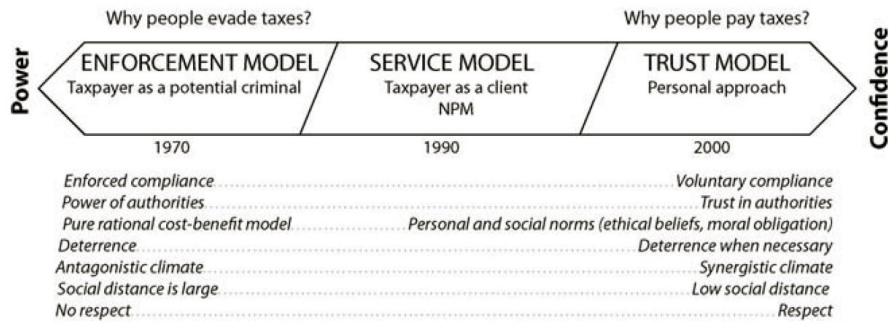 Why people evade taxes? Why people pay taxes?
Power
ENFORCEMENT MODEL SERVICE MODEL TRUST MODEL
Taxpayer as a potential criminal Taxpayer as a client Personal approach
NPM
Confidence
1970 1990 2000
Enforced compliance Voluntary compliance
Power of authorities Trust in authorities
Pure rational cost-benefit model Personal and social norms (ethical beliefs, moral obligation)
Deterrence Deterrence when necessary
Antagonistic climate Synergistic climate
Social distance is large Low social distance
No respect Respect